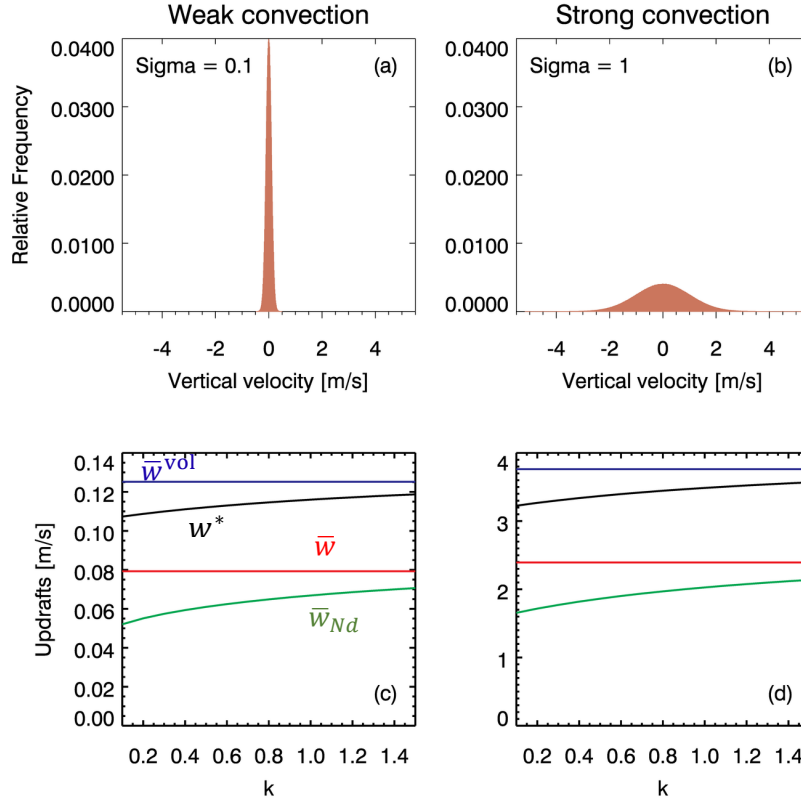 Weak convection
Strong convection
0.0400
0.0300
0.0200
0.0100
0.0000
Relative Frequency
Sigma = 0.1
(a)
-4 -2 0 2 4
Vertical velocity [m/s]
0.0400
0.0300
0.0200
0.0100
0.0000
Sigma = 1
(b)
-4 -2 0 2 4
Vertical velocity [m/s]
0.14
0.12
0.10
0.08
0.06
0.04
0.02
0.00
Updrafts [m/s]
w̄^vol
w*
w̄
w̄_Nd
(c)
0.2 0.4 0.6 0.8 1.0 1.2 1.4
k
4
3
2
1
0
(d)
0.2 0.4 0.6 0.8 1.0 1.2 1.4
k